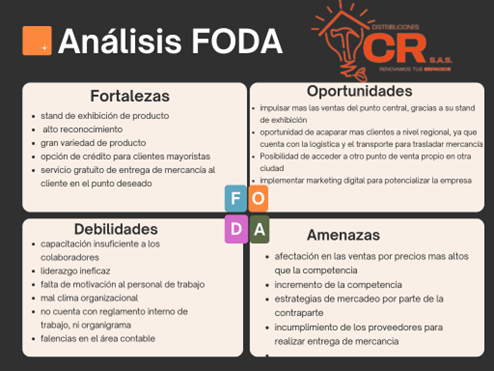 Análisis FODA
DISTRIBUCIONES
CR S.A.S.
RENOVAMOS TUS ESPACIOS
Fortalezas
stand de exhibición de producto
alto reconocimiento
gran variedad de producto
opción de crédito para clientes mayoristas
servicio gratuito de entrega de mercancía al
cliente en el punto deseado
Oportunidades
impulsar mas las ventas del punto central, gracias a su stand
de exhibición
oportunidad de acaparar mas clientes a nivel regional, ya que
cuenta con la logística y el transporte para trasladar mercancía
Posibilidad de acceder a otro punto de venta propio en otra
ciudad
implementar marketing digital para potencializar la empresa
F O
D A
Debilidades
capacitación insuficiente a los
colaboradores
liderazgo ineficaz
falta de motivación al personal de trabajo
mal clima organizacional
no cuenta con reglamento interno de
trabajo, ni organigrama
falencias en el área contable
Amenazas
afectación en las ventas por precios mas altos
que la competencia
incremento de la competencia
estrategias de mercadeo por parte de la
contraparte
incumplimiento de los proveedores para
realizar entrega de mercancia